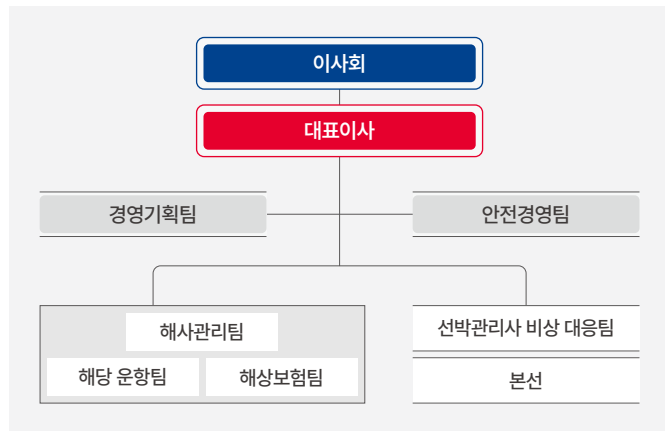 이사회
대표이사
경영기획팀
안전경영팀
해사관리팀
해당 운항팀
해상보험팀
선박관리사 비상 대응팀
본선